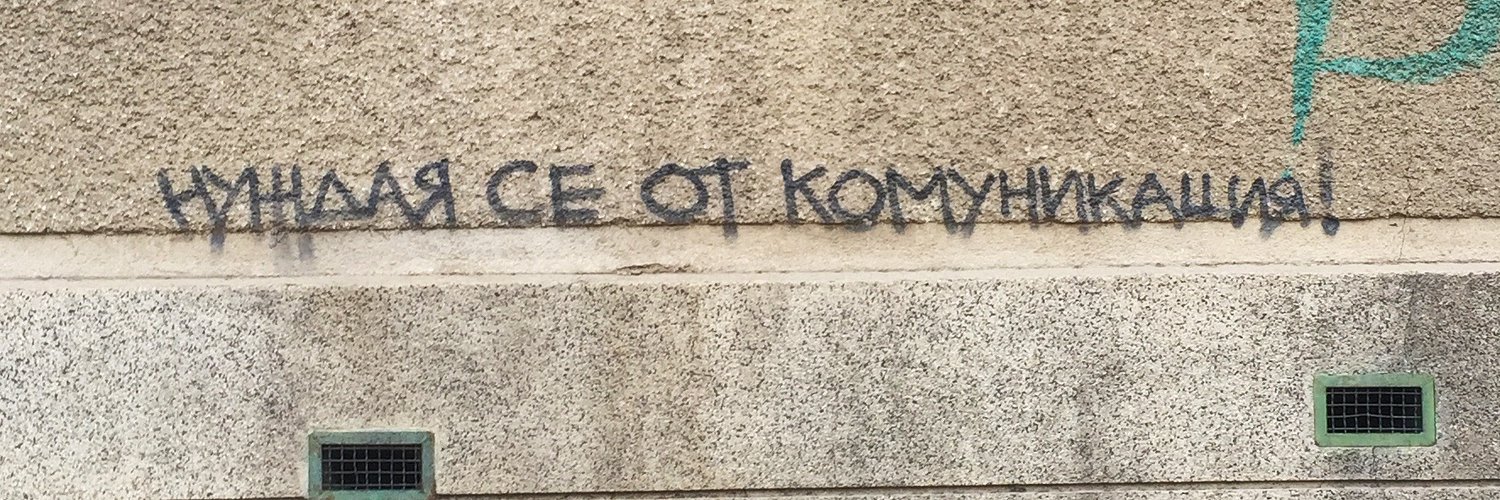 НУЖДАЯ СЕ ОТ КОМУНИКАЦИЯ!